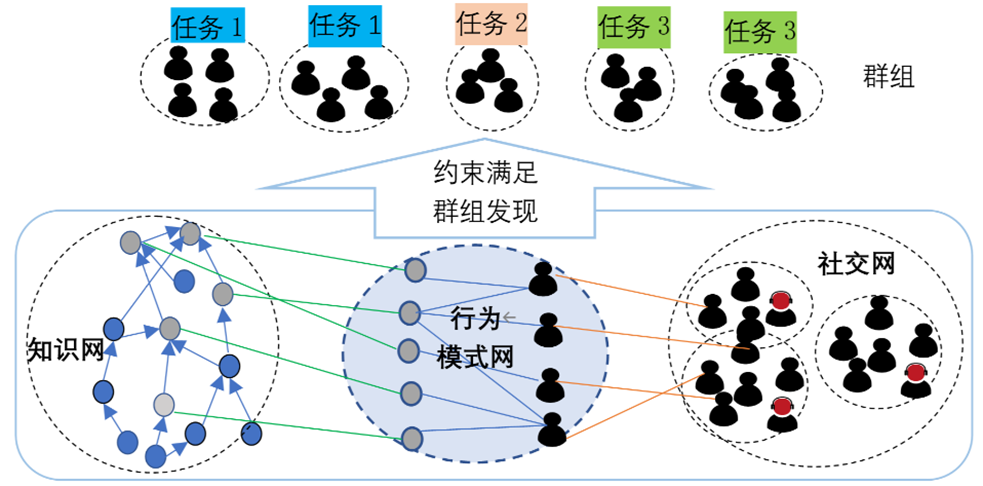 任务1
任务1
任务2
任务3
任务3
群组
约束满足
群组发现
知识网
行为←
模式网
社交网